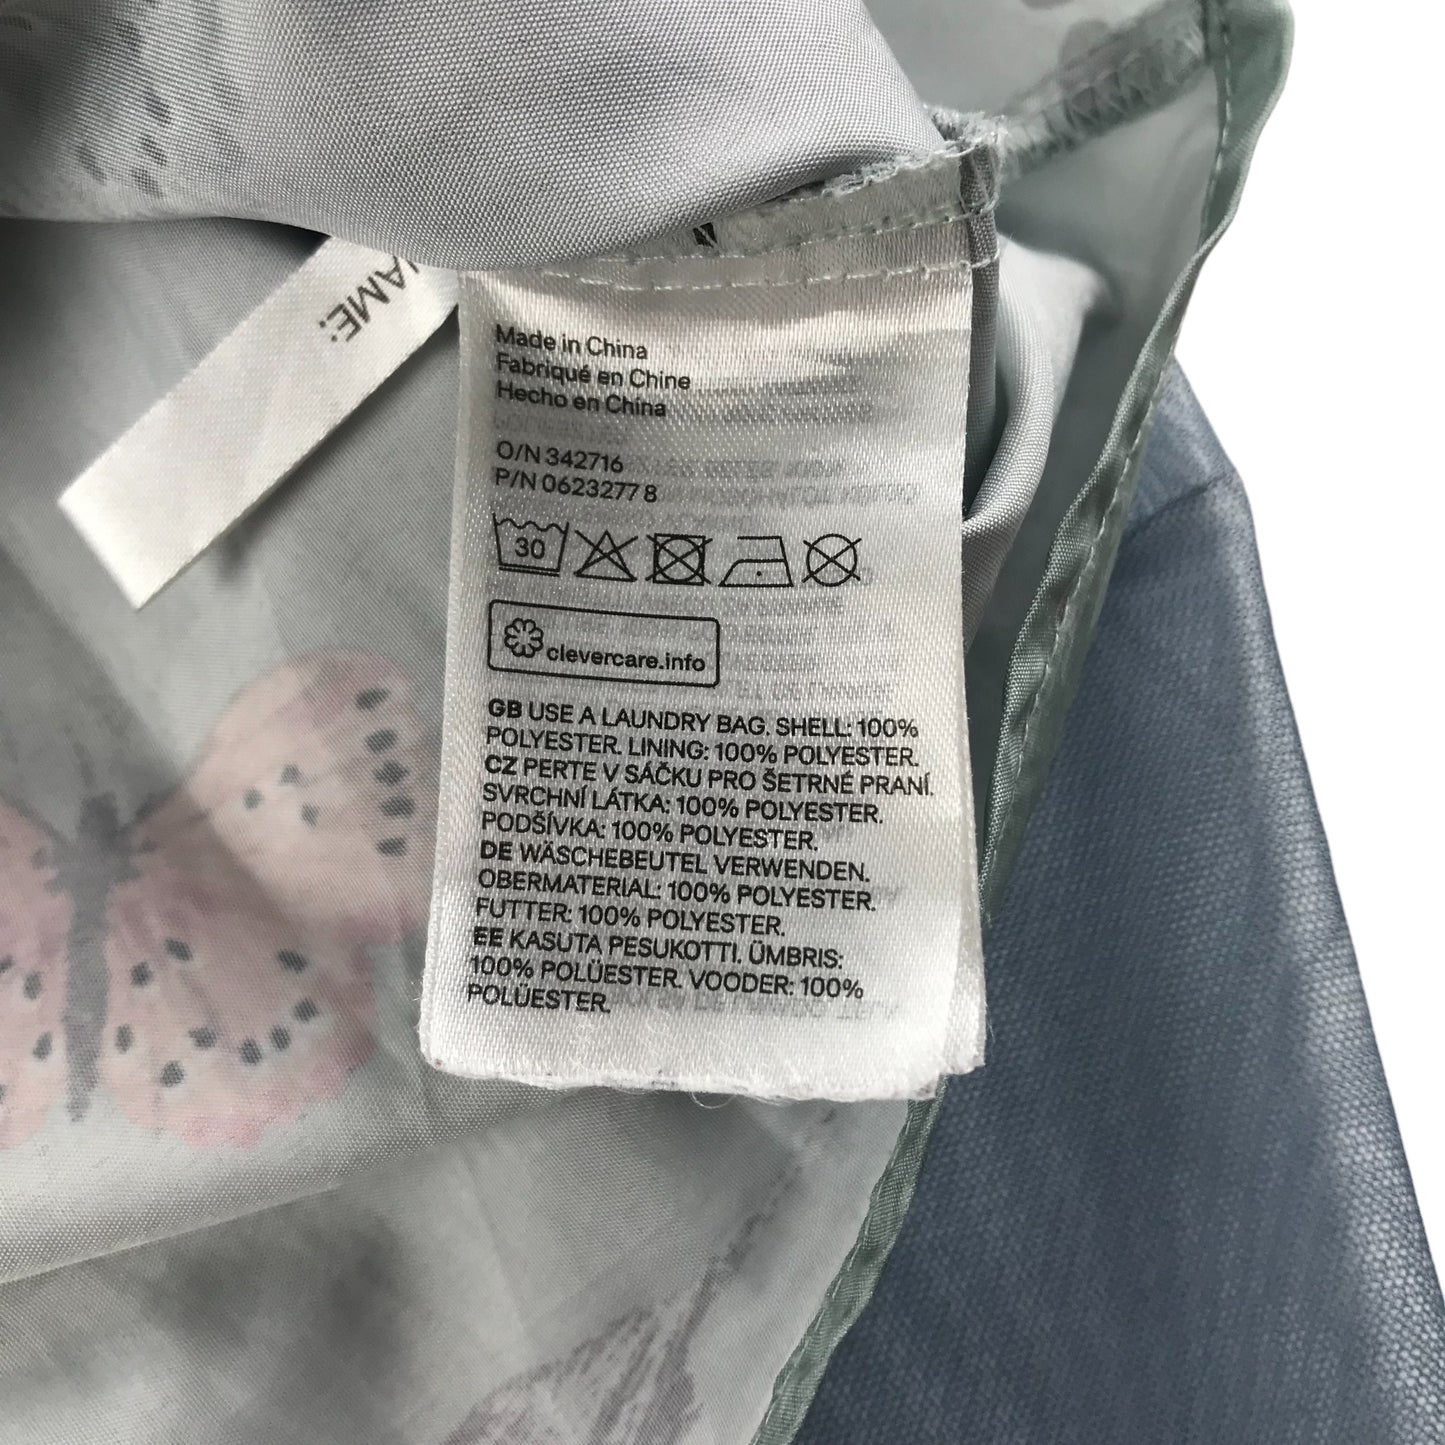 NAME:
Made in China
Fabriqué en Chine
Hecho en China
O/N 342716
P/N 0623277 8
30
clevercare.info
GB USE A LAUNDRY BAG. SHELL: 100%
POLYESTER. LINING: 100% POLYESTER.
CZ PERTE V SÁČKU PRO ŠETRNÉ PRANÍ.
SVRCHNÍ LÁTKA: 100% POLYESTER.
PODŠÍVKA: 100% POLYESTER.
DE WÄSCHEBEUTEL VERWENDEN.
OBERMATERIAL: 100% POLYESTER.
FUTTER: 100% POLYESTER.
EE KASUTA PESUKOTTI. ÜMBRIS:
100% POLÜESTER. VOODER: 100%
POLÜESTER.